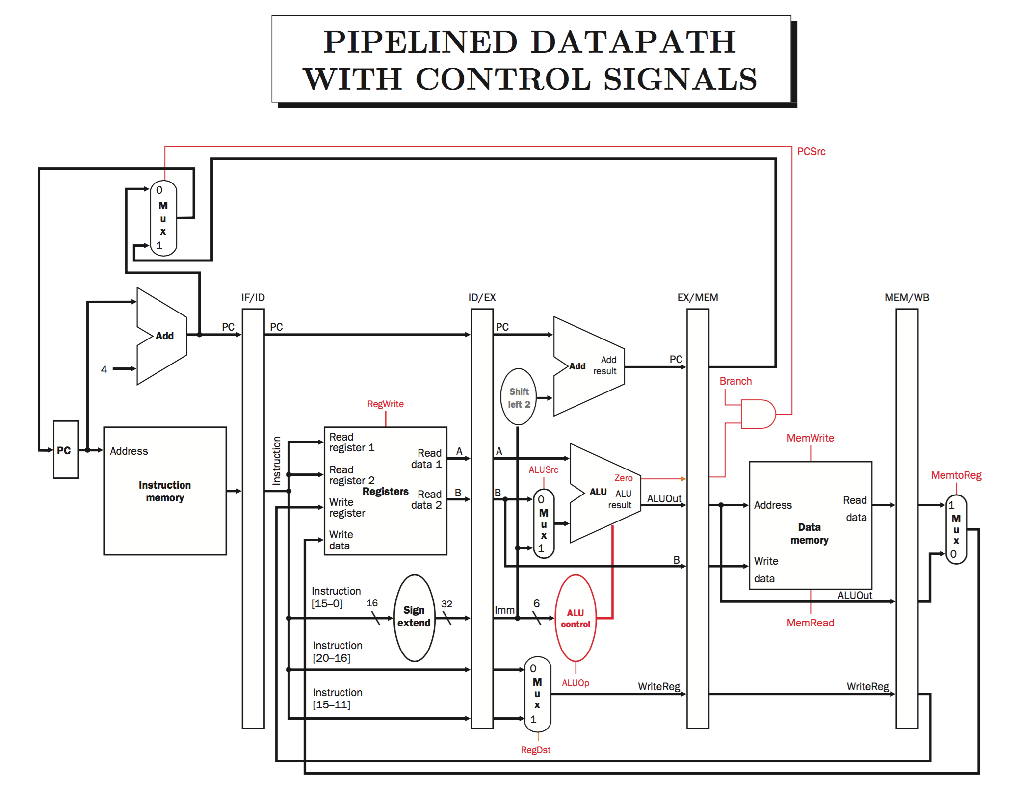 PIPELINED DATAPATH
WITH CONTROL SIGNALS
PCSrc
0
M
u
x
1
IF/ID
ID/EX
EX/MEM
MEM/WB
Add
4
PC
PC
PC
Add
Add
result
PC
Shift
left 2
Branch
RegWrite
MemWrite
MemtoReg
PC
Address
Instruction
memory
Instruction
Read
register 1
Read
register 2
Write
register
Write
data
Registers
Read
data 1
Read
data 2
A
B
A
B
ALUSrc
0
M
u
x
1
Zero
ALU
ALU
result
ALUOut
B
Address
Read
data
Data
memory
Write
data
1
M
u
x
0
ALUOut
MemRead
Instruction
[15–0]
16
Sign
extend
32
Imm
6
ALU
control
ALUOp
Instruction
[20–16]
Instruction
[15–11]
0
M
u
x
1
RegDst
WriteReg
WriteReg